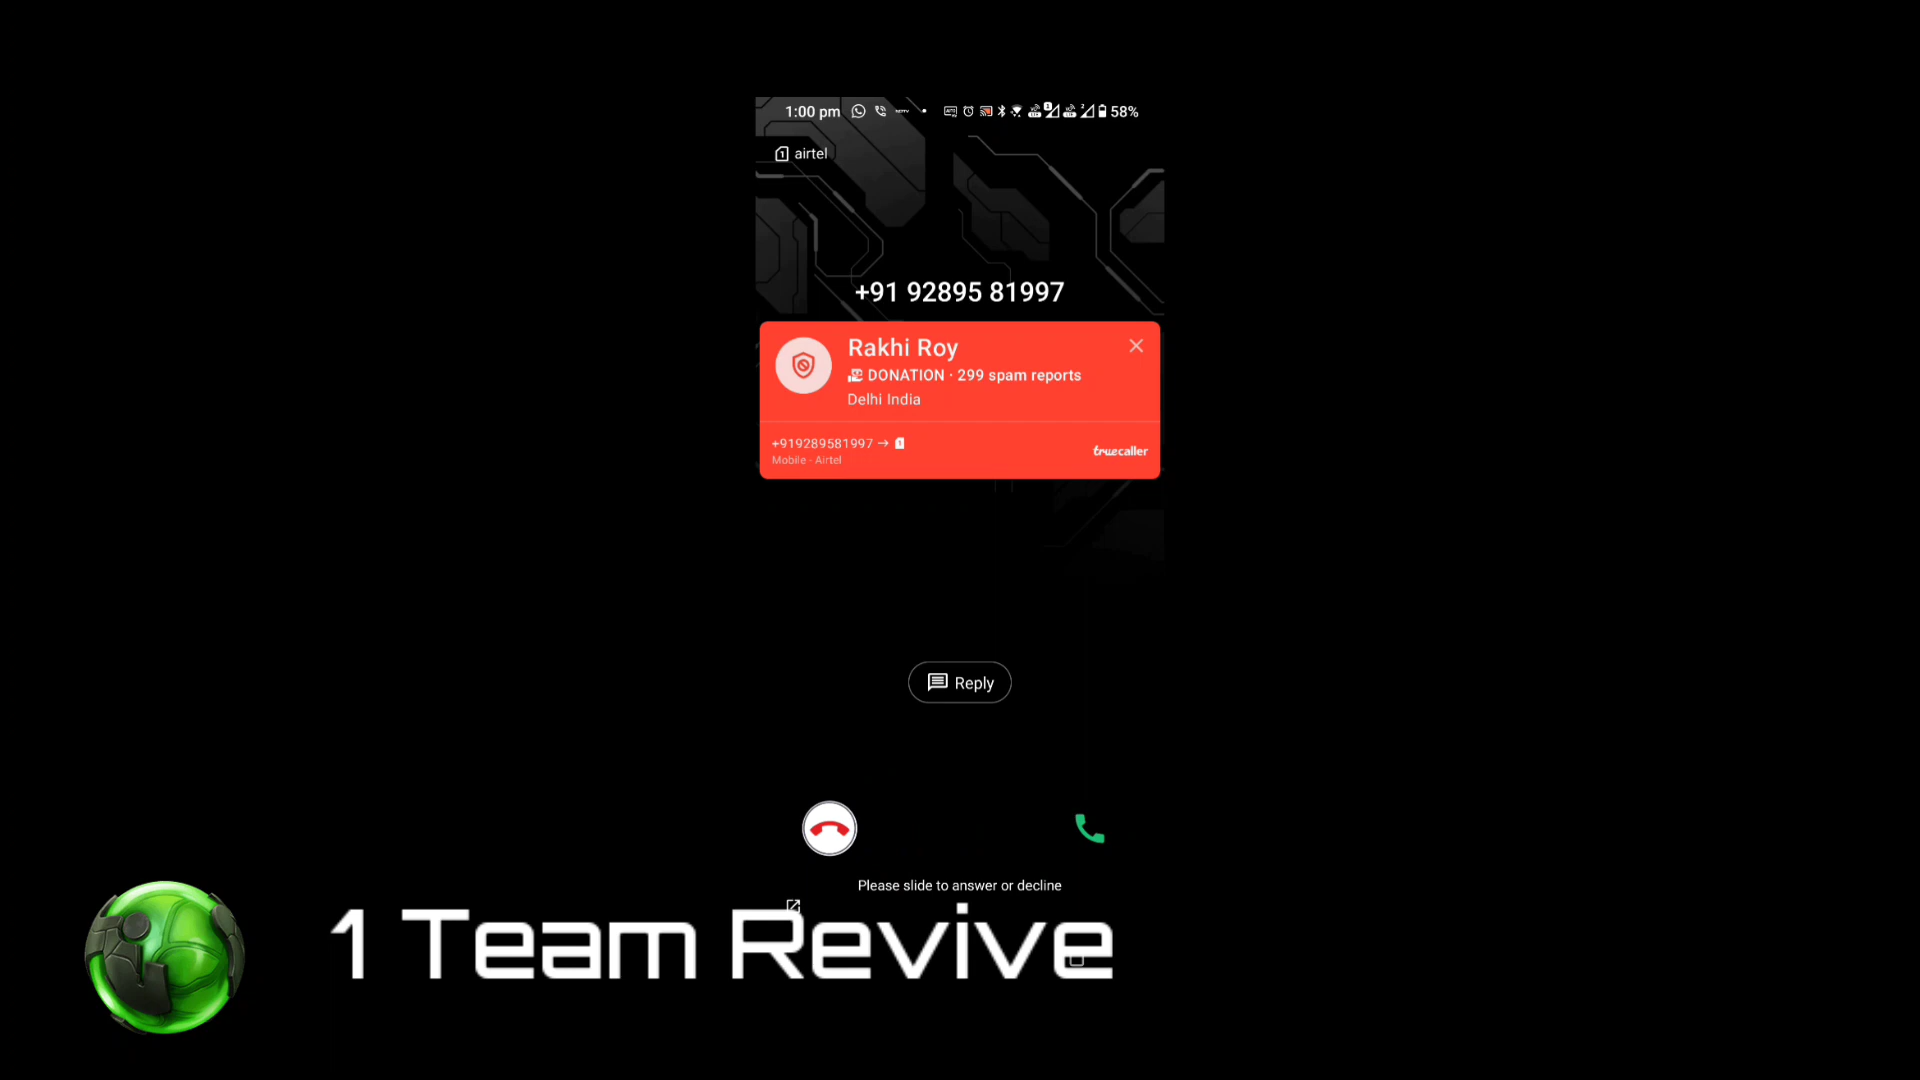 1:00 pm 58%
1 airtel
+91 92895 81997
Rakhi Roy
DONATION · 299 spam reports
Delhi India
+919289581997 →
Mobile - Airtel
truecaller
Reply
Please slide to answer or decline
1 Team Revive